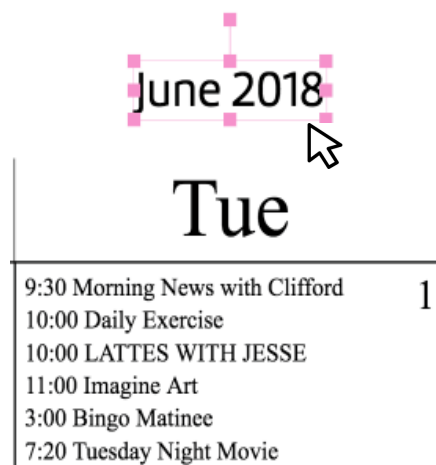 June 2018
Tue
9:30 Morning News with Clifford 1
10:00 Daily Exercise
10:00 LATTES WITH JESSE
11:00 Imagine Art
3:00 Bingo Matinee
7:20 Tuesday Night Movie